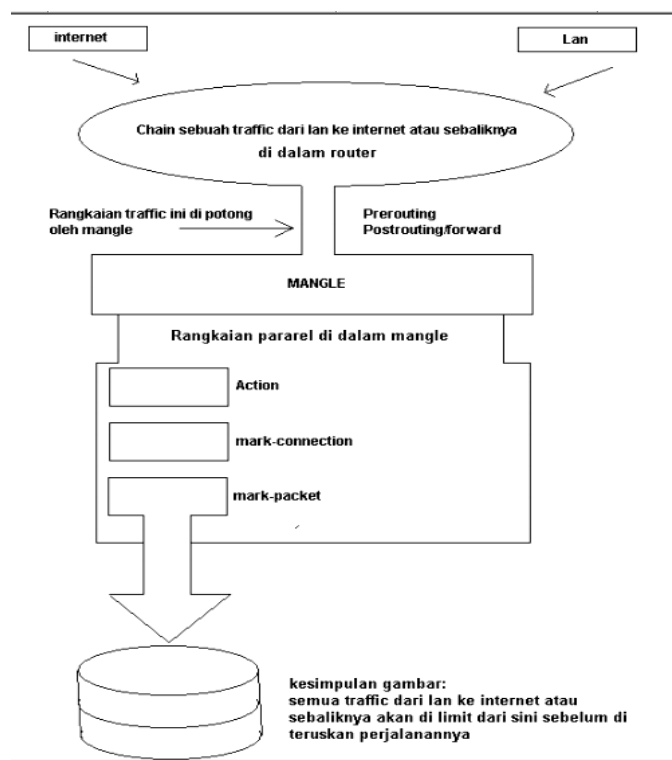 internet
Lan
Chain sebuah traffic dari lan ke internet atau sebaliknya
di dalam router
Rangkaian traffic ini di potong
oleh mangle
Prerouting
Postrouting/forward
MANGLE
Rangkaian pararel di dalam mangle
Action
mark-connection
mark-packet
kesimpulan gambar:
semua traffic dari lan ke internet atau
sebaliknya akan di limit dari sini sebelum di
teruskan perjalanannya